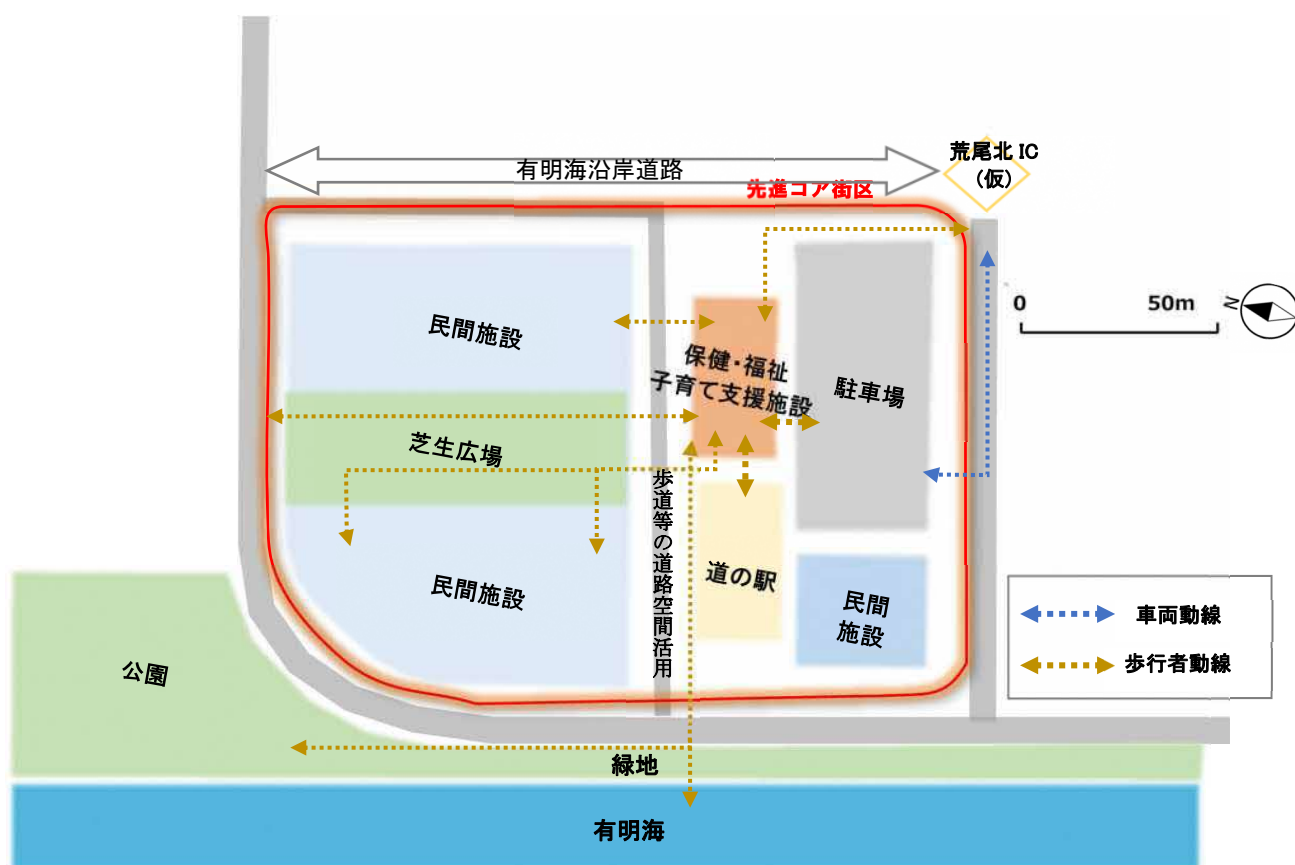 荒尾北 IC
（仮）
有明海沿岸道路
先進コア街区
0 50m N
民間施設
保健・福祉
子育て支援施設
駐車場
芝生広場
歩道等の道路空間活用
民間施設
道の駅
民間
施設
車両動線
歩行者動線
公園
緑地
有明海